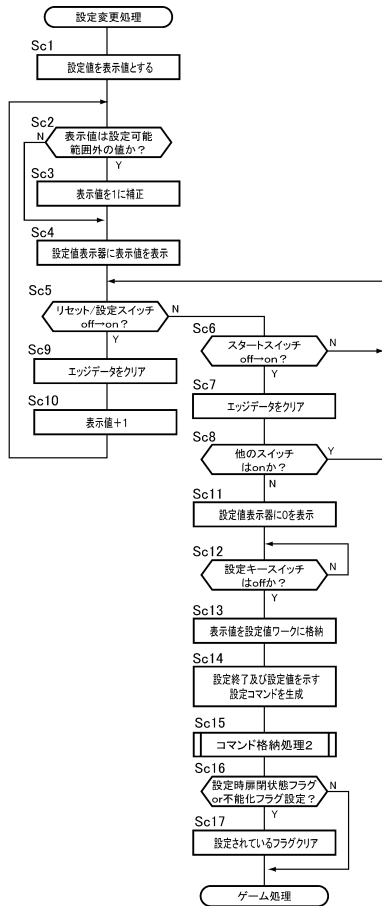 設定変更処理
Sc1
設定値を表示値とする
Sc2
表示値は設定可能
範囲外の値か？
N
Y
Sc3
表示値を1に補正
Sc4
設定値表示器に表示値を表示
Sc5
リセット/設定スイッチ
off→on？
N
Y
Sc6
スタートスイッチ
off→on？
N
Y
Sc9
エッジデータをクリア
Sc7
エッジデータをクリア
Sc10
表示値+1
Sc8
他のスイッチ
はonか？
Y
N
Sc11
設定値表示器に0を表示
Sc12
設定キースイッチ
はoffか？
N
Y
Sc13
表示値を設定値ワークに格納
Sc14
設定終了及び設定値を示す
設定コマンドを生成
Sc15
コマンド格納処理2
Sc16
設定時扉閉状態フラグ
or不能化フラグ設定？
N
Y
Sc17
設定されているフラグクリア
ゲーム処理